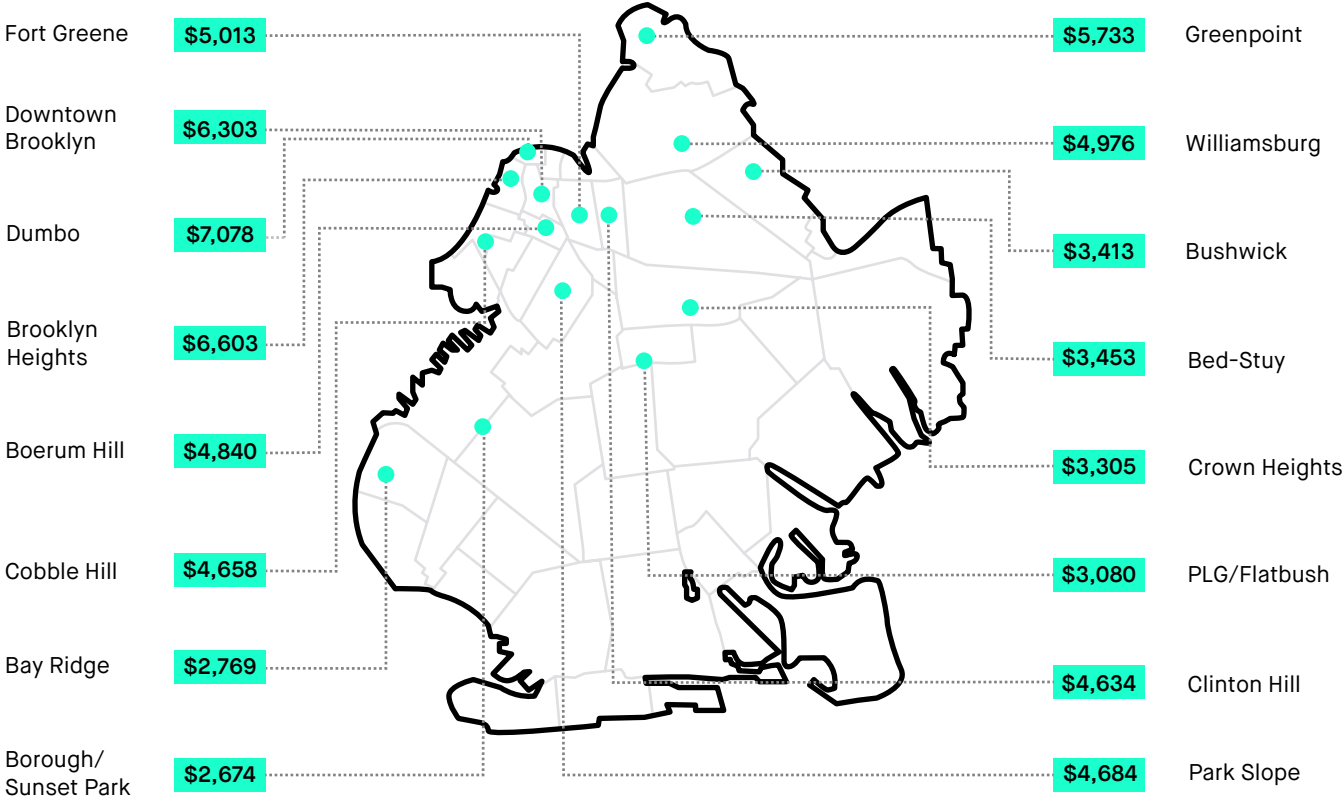 Fort Greene
$5,013
Downtown
Brooklyn
$6,303
Dumbo
$7,078
Brooklyn
Heights
$6,603
Boerum Hill
$4,840
Cobble Hill
$4,658
Bay Ridge
$2,769
Borough/
Sunset Park
$2,674
$5,733
Greenpoint
$4,976
Williamsburg
$3,413
Bushwick
$3,453
Bed-Stuy
$3,305
Crown Heights
$3,080
PLG/Flatbush
$4,634
Clinton Hill
$4,684
Park Slope